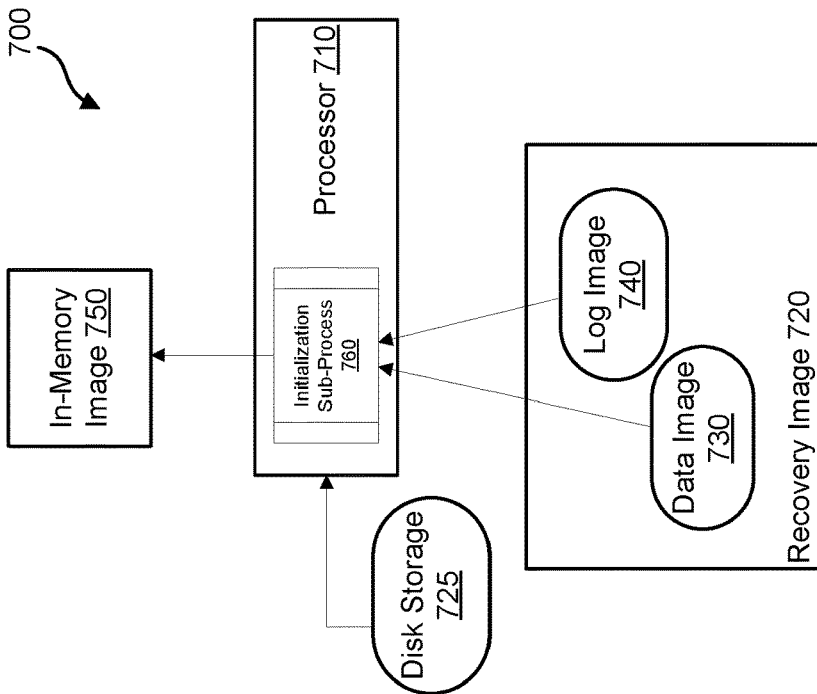 700
In-Memory
Image 750
Processor 710
Initialization
Sub-Process
760
Disk Storage
725
Log Image
740
Data Image
730
Recovery Image 720